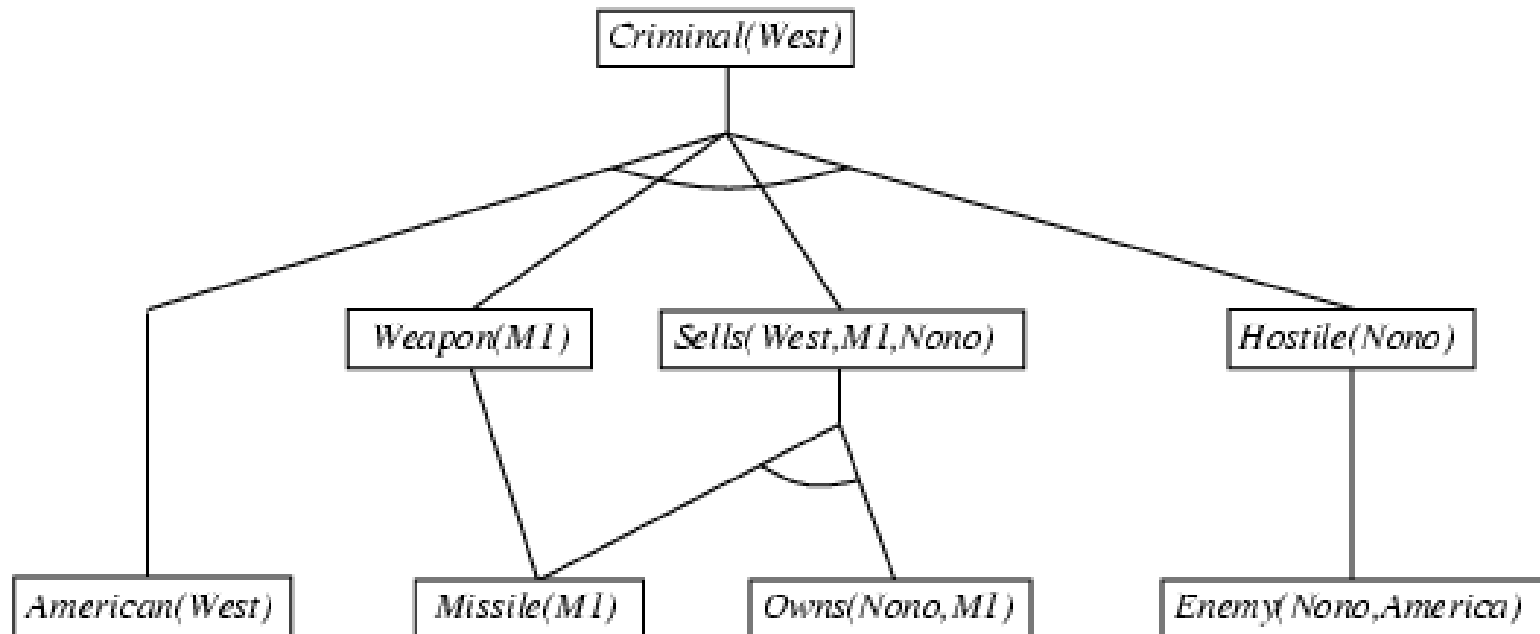 Criminal(West)
Weapon(M1)
Sells(West,M1,Nono)
Hostile(Nono)
American(West)
Missile(M1)
Owns(Nono,M1)
Enemy(Nono,America)